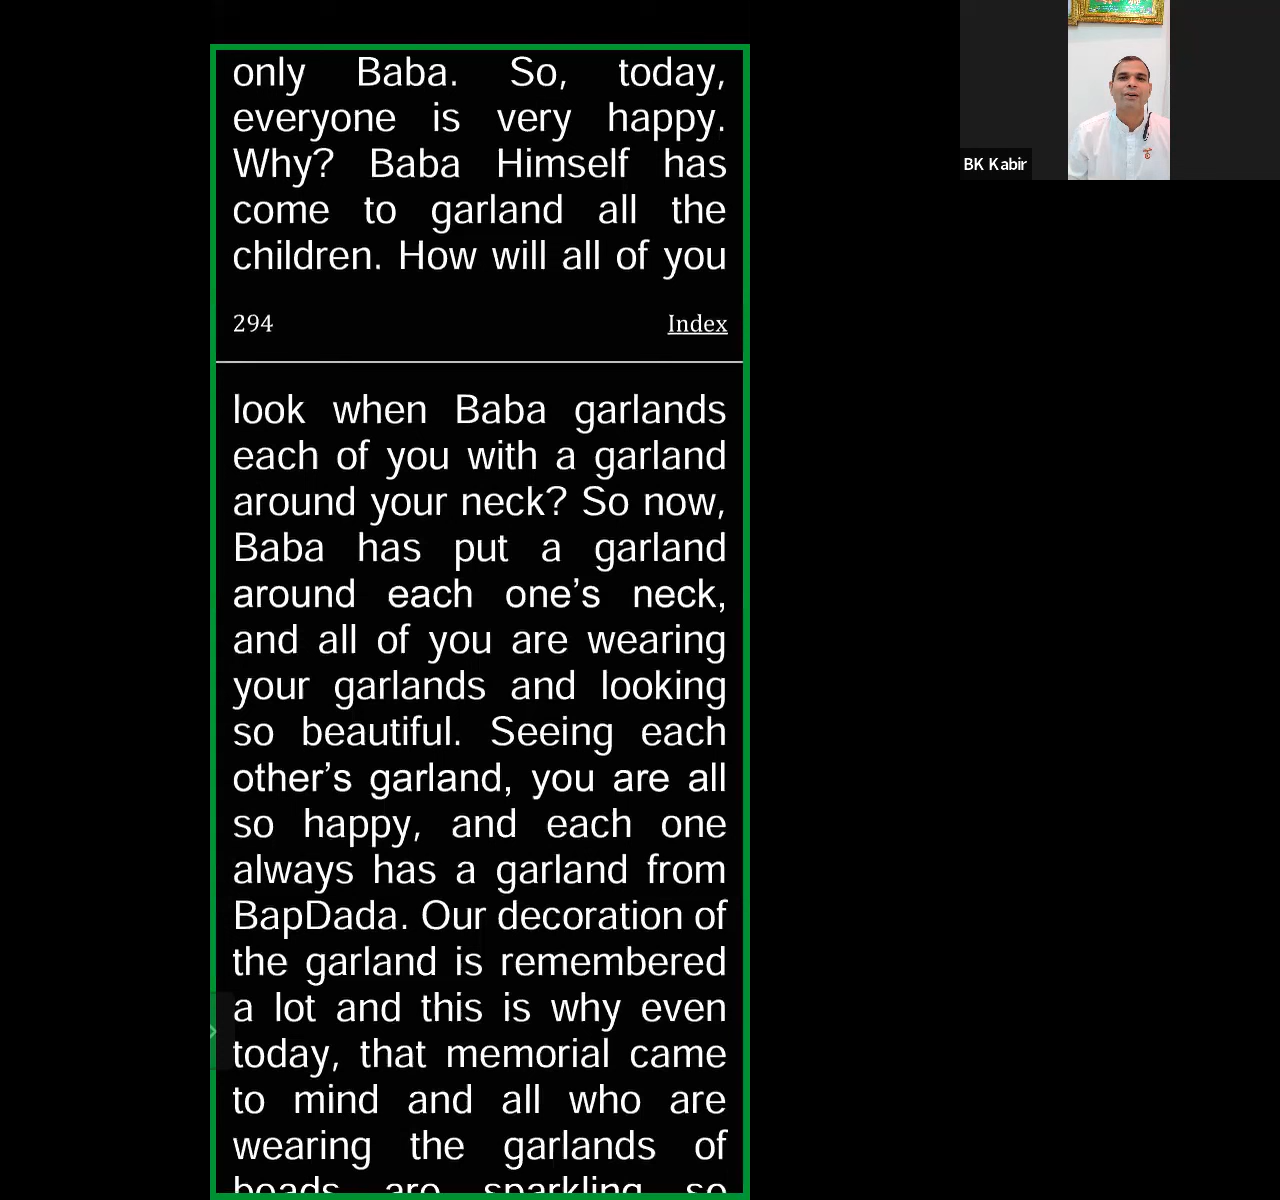 only Baba. So, today,
everyone is very happy.
Why? Baba Himself has
come to garland all the
children. How will all of you
294 Index
look when Baba garlands
each of you with a garland
around your neck? So now,
Baba has put a garland
around each one’s neck,
and all of you are wearing
your garlands and looking
so beautiful. Seeing each
other’s garland, you are all
so happy, and each one
always has a garland from
BapDada. Our decoration of
the garland is remembered
a lot and this is why even
today, that memorial came
to mind and all who are
wearing the garlands of
beads are sparkling so
BK Kabir